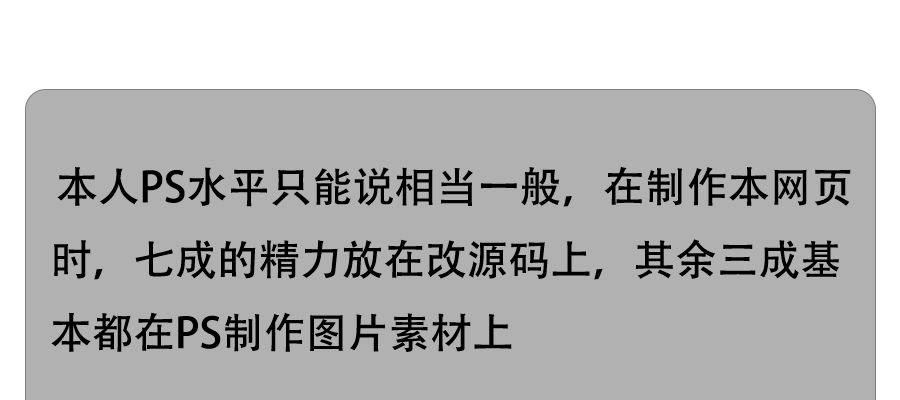 本人PS水平只能说相当一般，在制作本网页
时，七成的精力放在改源码上，其余三成基
本都在PS制作图片素材上